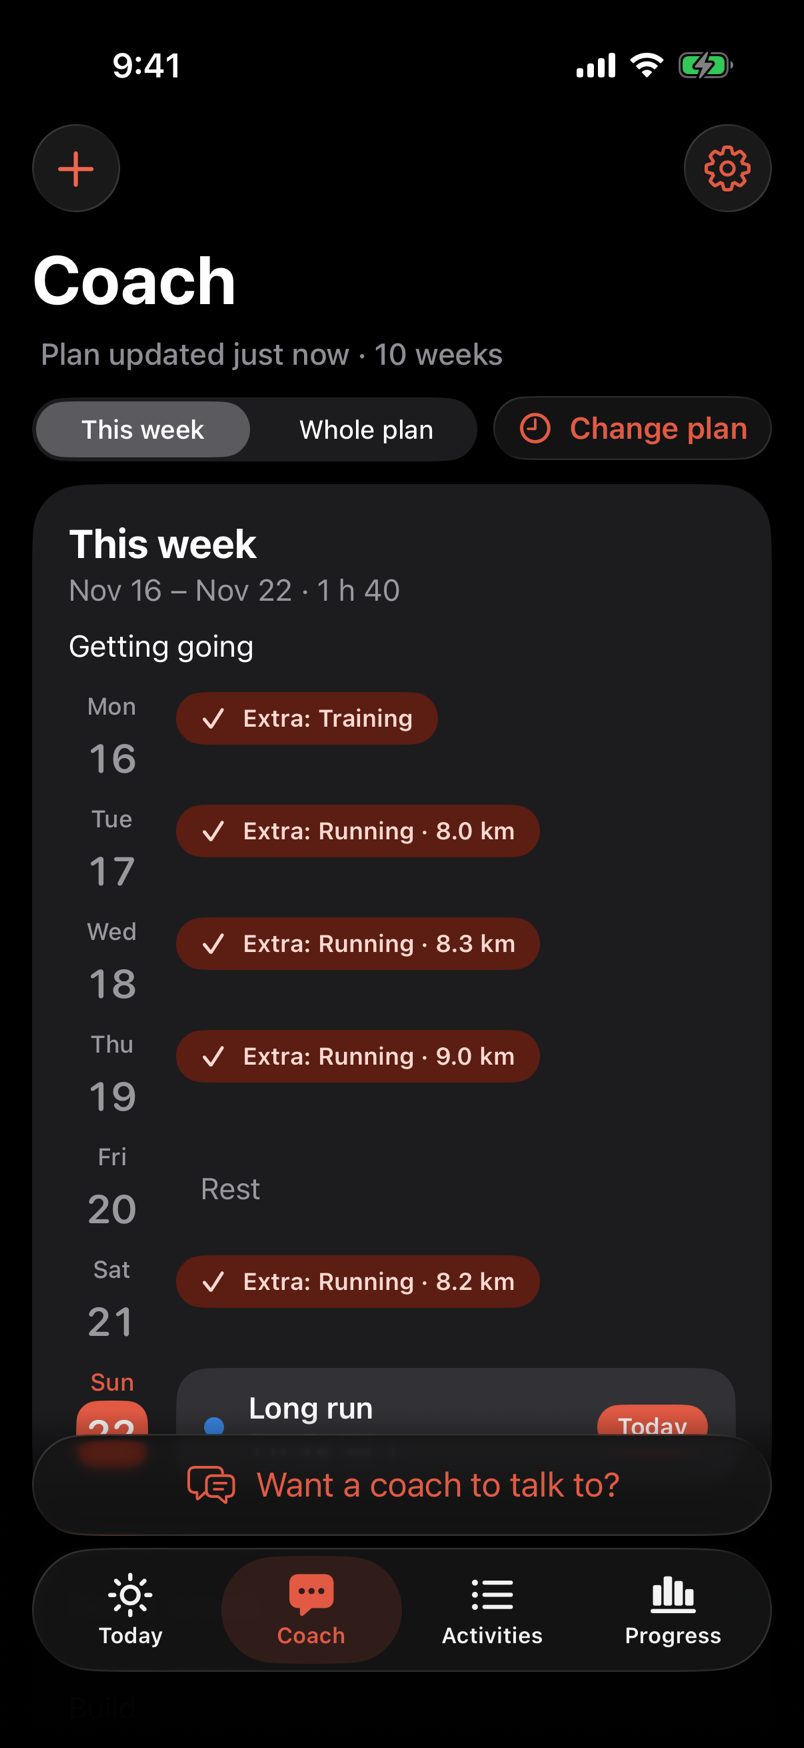 9:41
Coach
Plan updated just now · 10 weeks
This week
Whole plan
Change plan
This week
Nov 16 – Nov 22 · 1 h 40
Getting going
Mon
16
Extra: Training
Tue
17
Extra: Running · 8.0 km
Wed
18
Extra: Running · 8.3 km
Thu
19
Extra: Running · 9.0 km
Fri
20
Rest
Sat
21
Extra: Running · 8.2 km
Sun
22
Long run
Today
Want a coach to talk to?
Today
Coach
Activities
Progress
Build